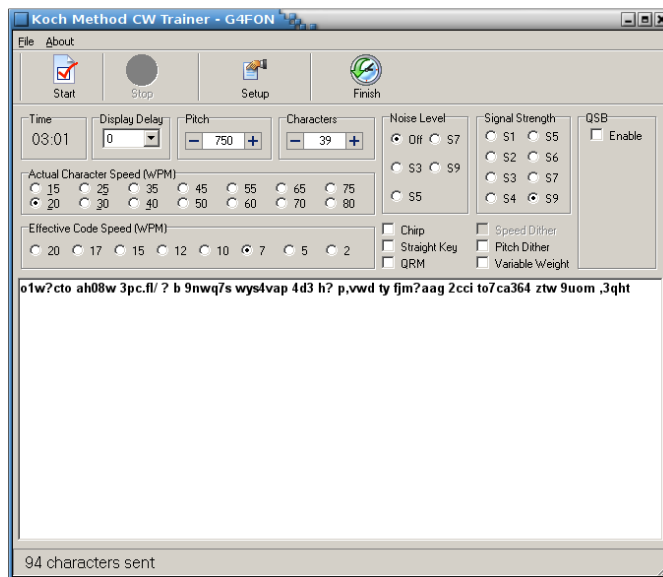 Koch Method CW Trainer - G4FON
File About
Start Stop Setup Finish
Time Display Delay Pitch Characters Noise Level Signal Strength QSB
03:01 0 750 39 Off S7 S1 S5 Enable
S3 S9 S2 S6
S5 S3 S7
S4 S9
Actual Character Speed (WPM)
15 25 35 45 55 65 75
20 30 40 50 60 70 80
Effective Code Speed (WPM)
20 17 15 12 10 7 5 2
Chirp Speed Dither
Straight Key Pitch Dither
QRM Variable Weight
o1w?cto ah08w 3pc.fl/ ? b 9nwq7s wys4vap 4d3 h? p,vwd ty fjm?aag 2cci to7ca364 ztw 9uom ,3qht
94 characters sent